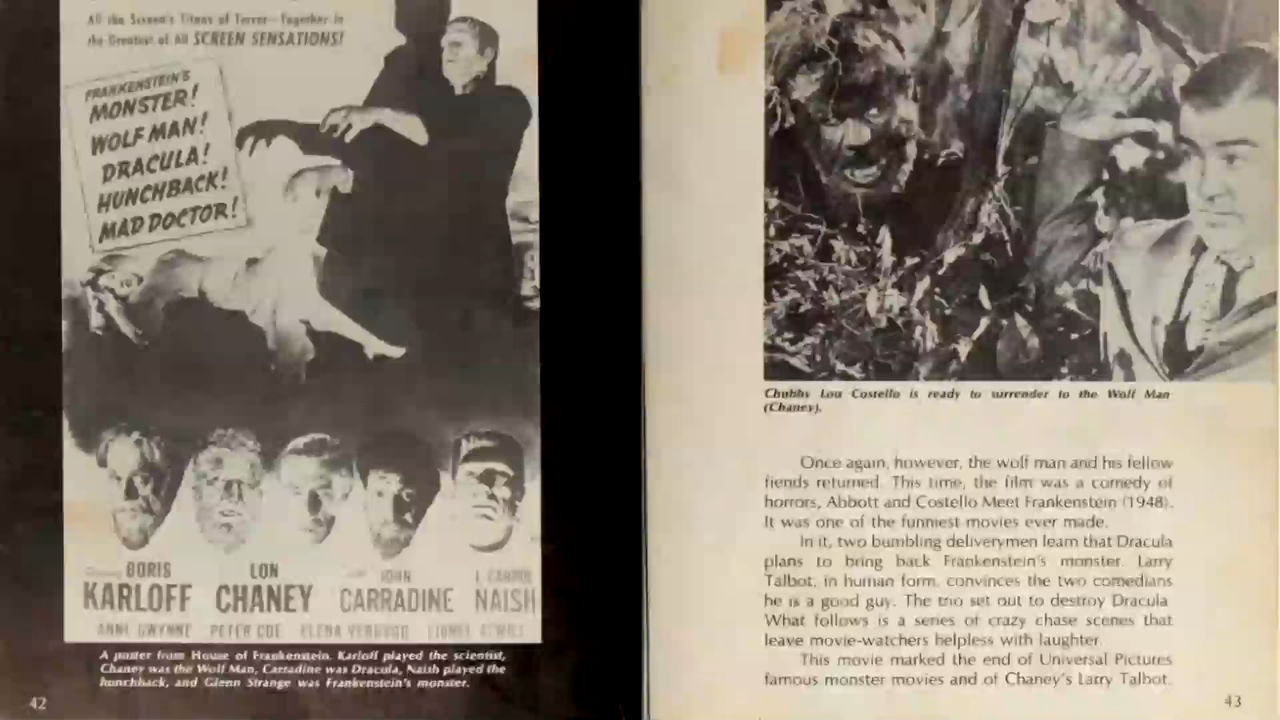 All the Screen's Titans of Terror—Together in
the Greatest of All SCREEN SENSATIONS!
FRANKENSTEIN'S
MONSTER!
WOLF MAN!
DRACULA!
HUNCHBACK!
MAD DOCTOR!
BORIS
KARLOFF
LON
CHANEY
JOHN
CARRADINE
J. CARROL
NAISH
ANNE GWYNNE PETER COE ELENA VERDUGO LIONEL ATWILL
A poster from House of Frankenstein. Karloff played the scientist,
Chaney was the Wolf Man, Carradine was Dracula, Naish played the
hunchback, and Glenn Strange was Frankenstein's monster.
42
Chubby Lou Costello is ready to surrender to the Wolf Man
(Chaney).
Once again, however, the wolf man and his fellow
fiends returned. This time, the film was a comedy of
horrors, Abbott and Costello Meet Frankenstein (1948).
It was one of the funniest movies ever made.
In it, two bumbling deliverymen learn that Dracula
plans to bring back Frankenstein's monster. Larry
Talbot, in human form, convinces the two comedians
he is a good guy. The trio set out to destroy Dracula.
What follows is a series of crazy chase scenes that
leave movie-watchers helpless with laughter.
This movie marked the end of Universal Pictures
famous monster movies and of Chaney's Larry Talbot.
43